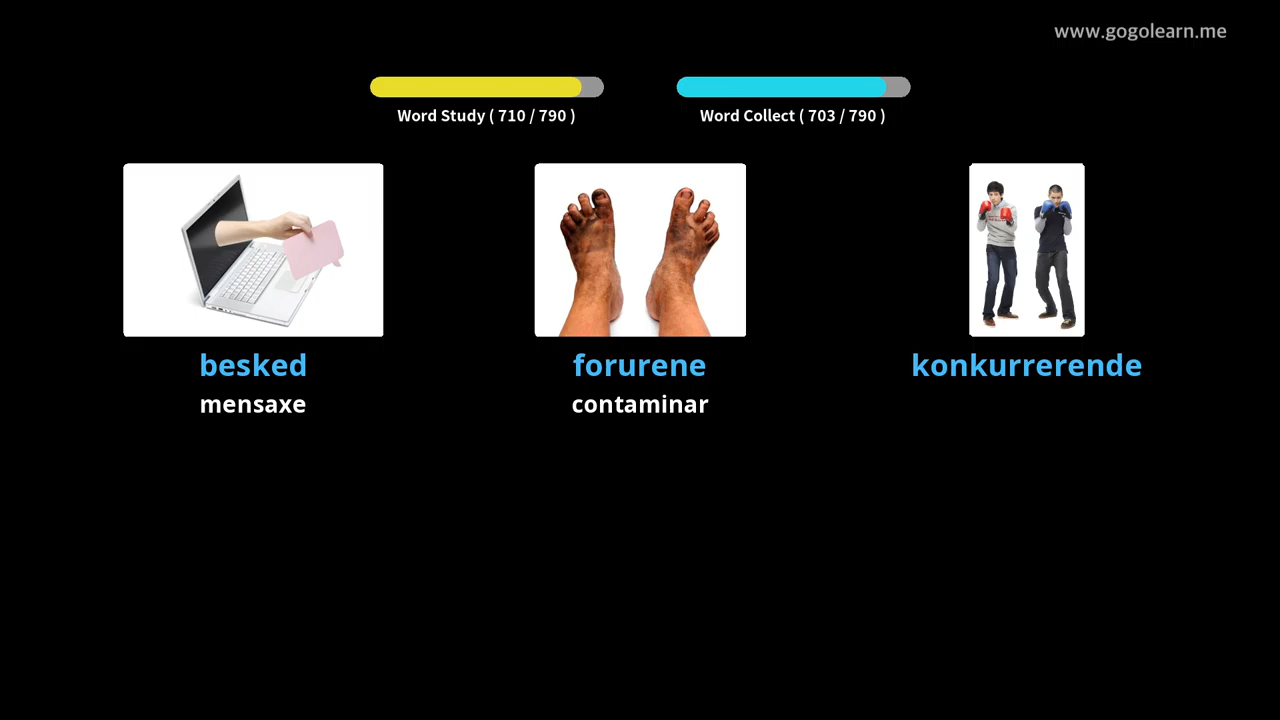 www.gogolearn.me
Word Study ( 710 / 790 )
Word Collect ( 703 / 790 )
besked
mensaxe
forurene
contaminar
konkurrerende